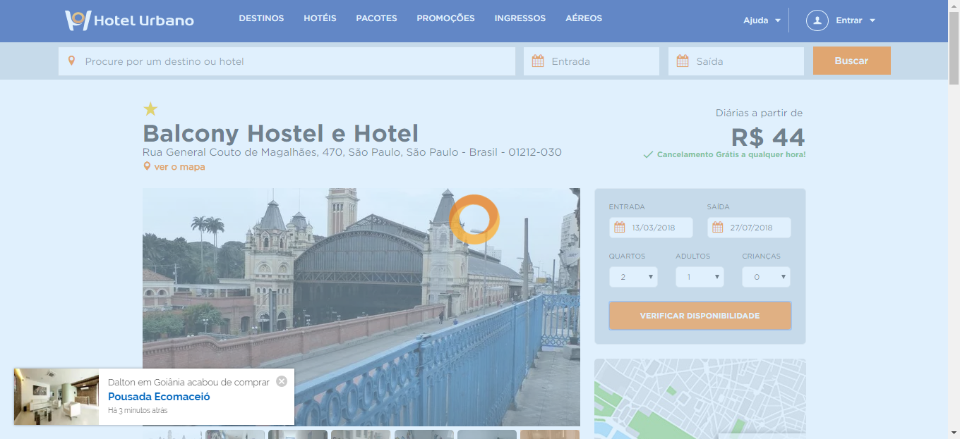 Hotel Urbano
DESTINOS HOTÉIS PACOTES PROMOÇÕES INGRESSOS AÉREOS
Ajuda Entrar
Procure por um destino ou hotel
Entrada
Saída
Buscar
Balcony Hostel e Hotel
Rua General Couto de Magalhães, 470, São Paulo, São Paulo - Brasil - 01212-030
ver o mapa
Diárias a partir de
R$ 44
Cancelamento Grátis a qualquer hora!
ENTRADA SAÍDA
13/03/2018 27/07/2018
QUARTOS ADULTOS CRIANÇAS
2 1 0
VERIFICAR DISPONIBILIDADE
Dalton em Goiânia acabou de comprar
Pousada Ecomaceió
Há 3 minutos atrás